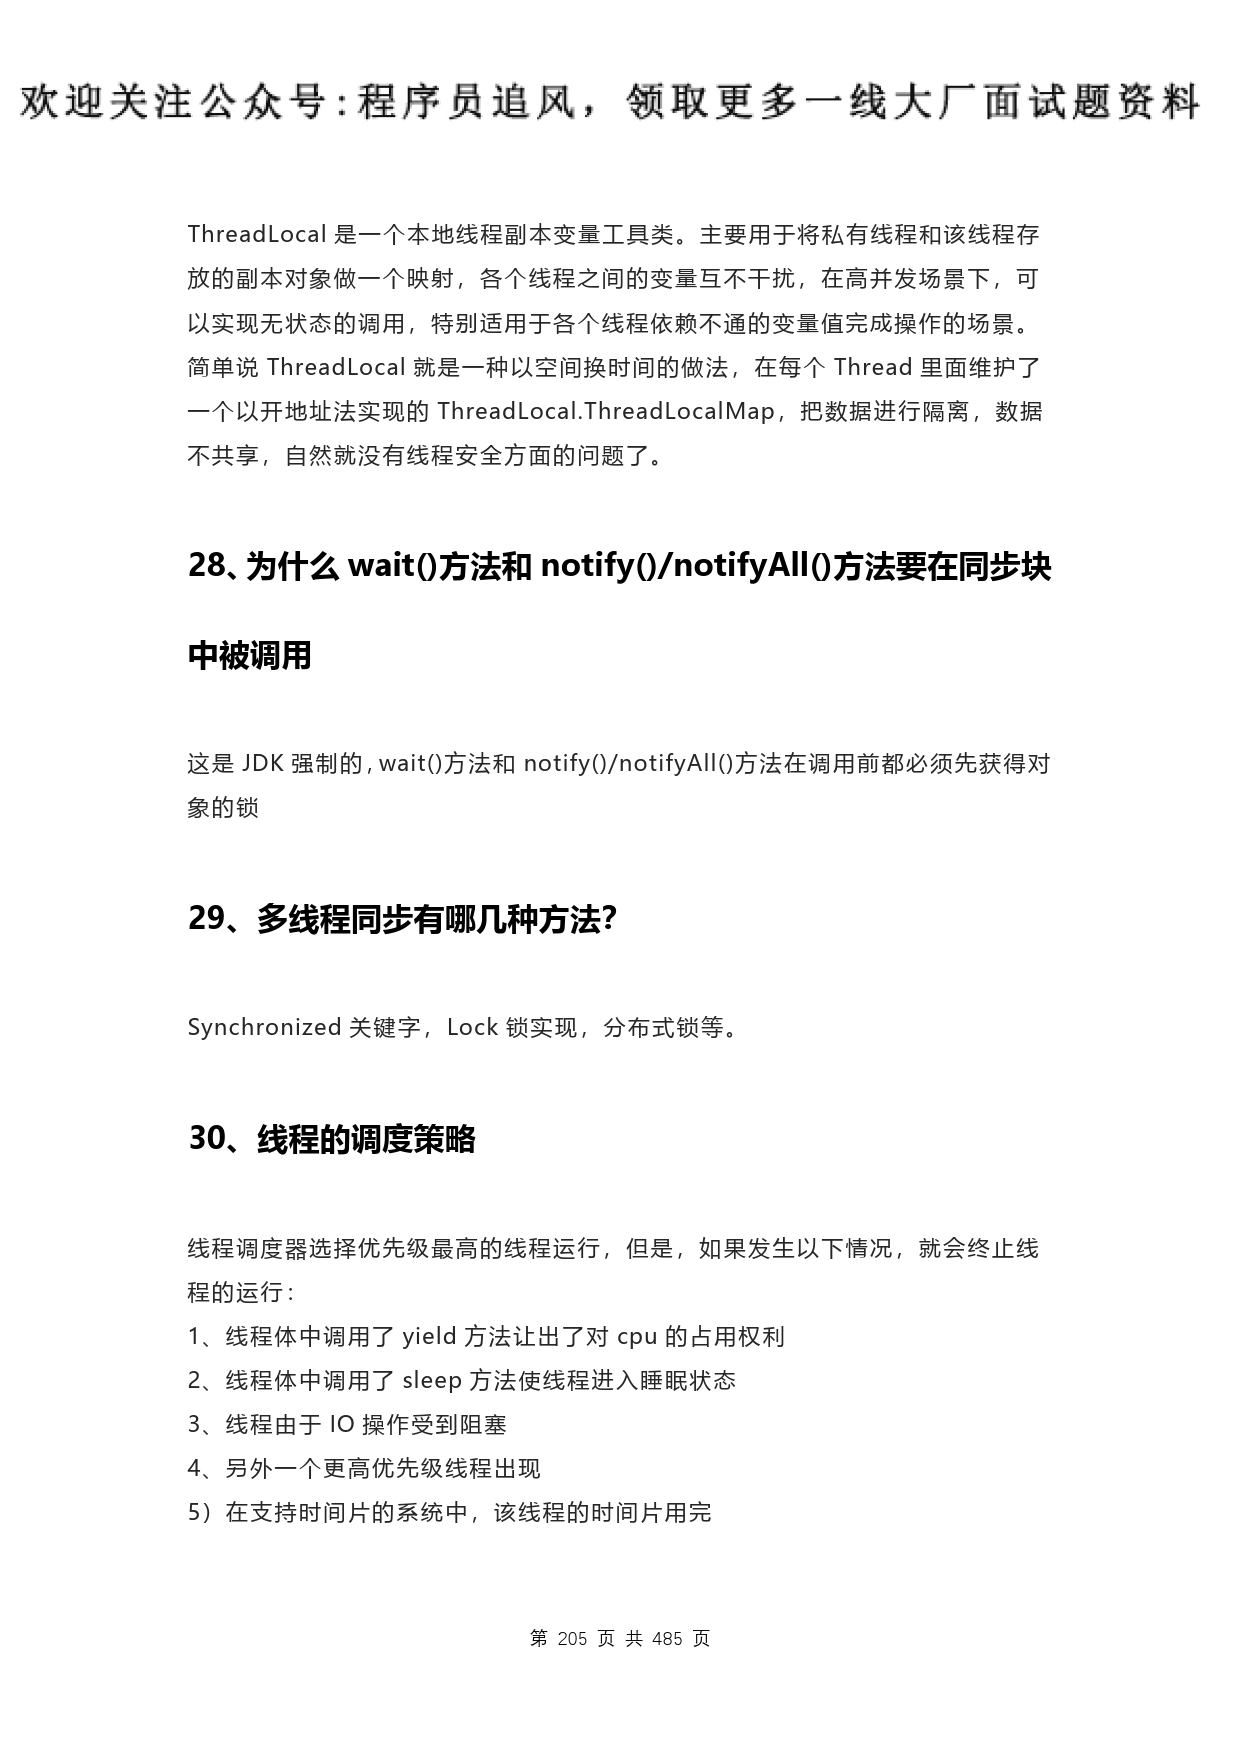 欢迎关注公众号:程序员追风，领取更多一线大厂面试题资料
ThreadLocal 是一个本地线程副本变量工具类。主要用于将私有线程和该线程存
放的副本对象做一个映射，各个线程之间的变量互不干扰，在高并发场景下，可
以实现无状态的调用，特别适用于各个线程依赖不通的变量值完成操作的场景。
简单说 ThreadLocal 就是一种以空间换时间的做法，在每个 Thread 里面维护了
一个以开地址法实现的 ThreadLocal.ThreadLocalMap，把数据进行隔离，数据
不共享，自然就没有线程安全方面的问题了。
28、为什么 wait()方法和 notify()/notifyAll()方法要在同步块
中被调用
这是 JDK 强制的，wait()方法和 notify()/notifyAll()方法在调用前都必须先获得对
象的锁
29、多线程同步有哪几种方法？
Synchronized 关键字，Lock 锁实现，分布式锁等。
30、线程的调度策略
线程调度器选择优先级最高的线程运行，但是，如果发生以下情况，就会终止线
程的运行：
1、线程体中调用了 yield 方法让出了对 cpu 的占用权利
2、线程体中调用了 sleep 方法使线程进入睡眠状态
3、线程由于 IO 操作受到阻塞
4、另外一个更高优先级线程出现
5）在支持时间片的系统中，该线程的时间片用完
第 205 页 共 485 页